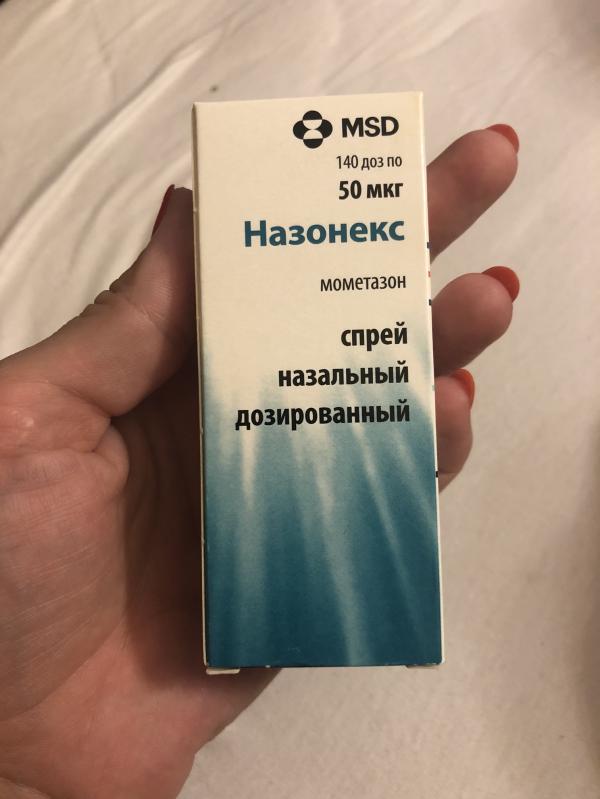 MSD
140 доз по
50 мкг
Назонекс
мометазон
спрей
назальный
дозированный